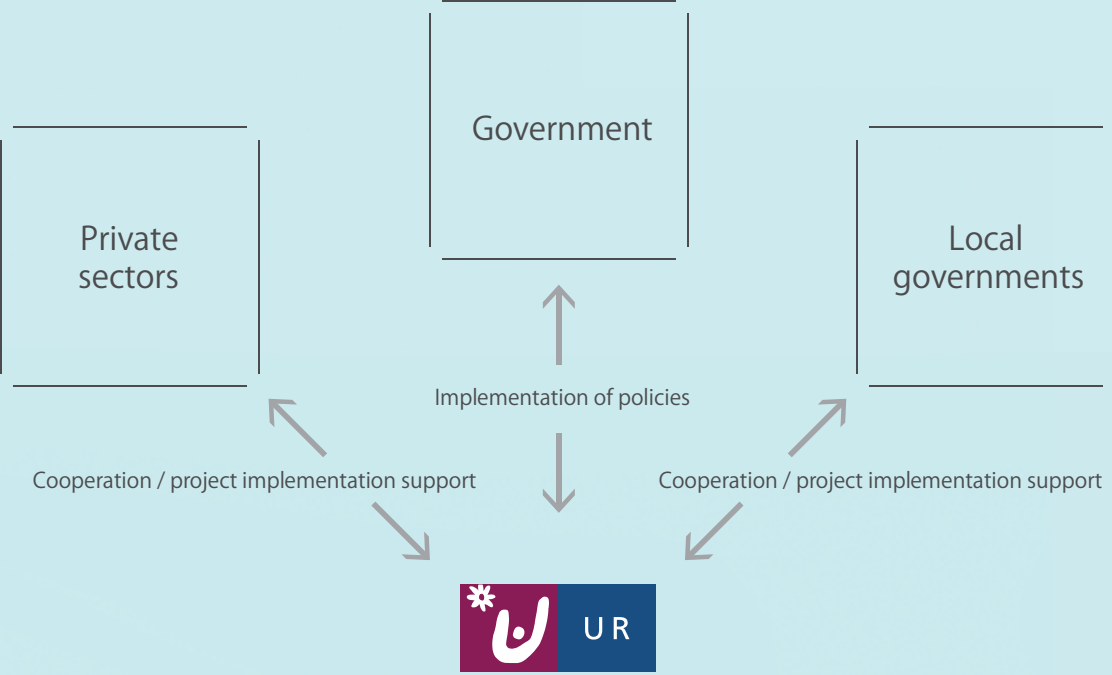 Government
Private
sectors
Local
governments
Implementation of policies
Cooperation / project implementation support
Cooperation / project implementation support
UR